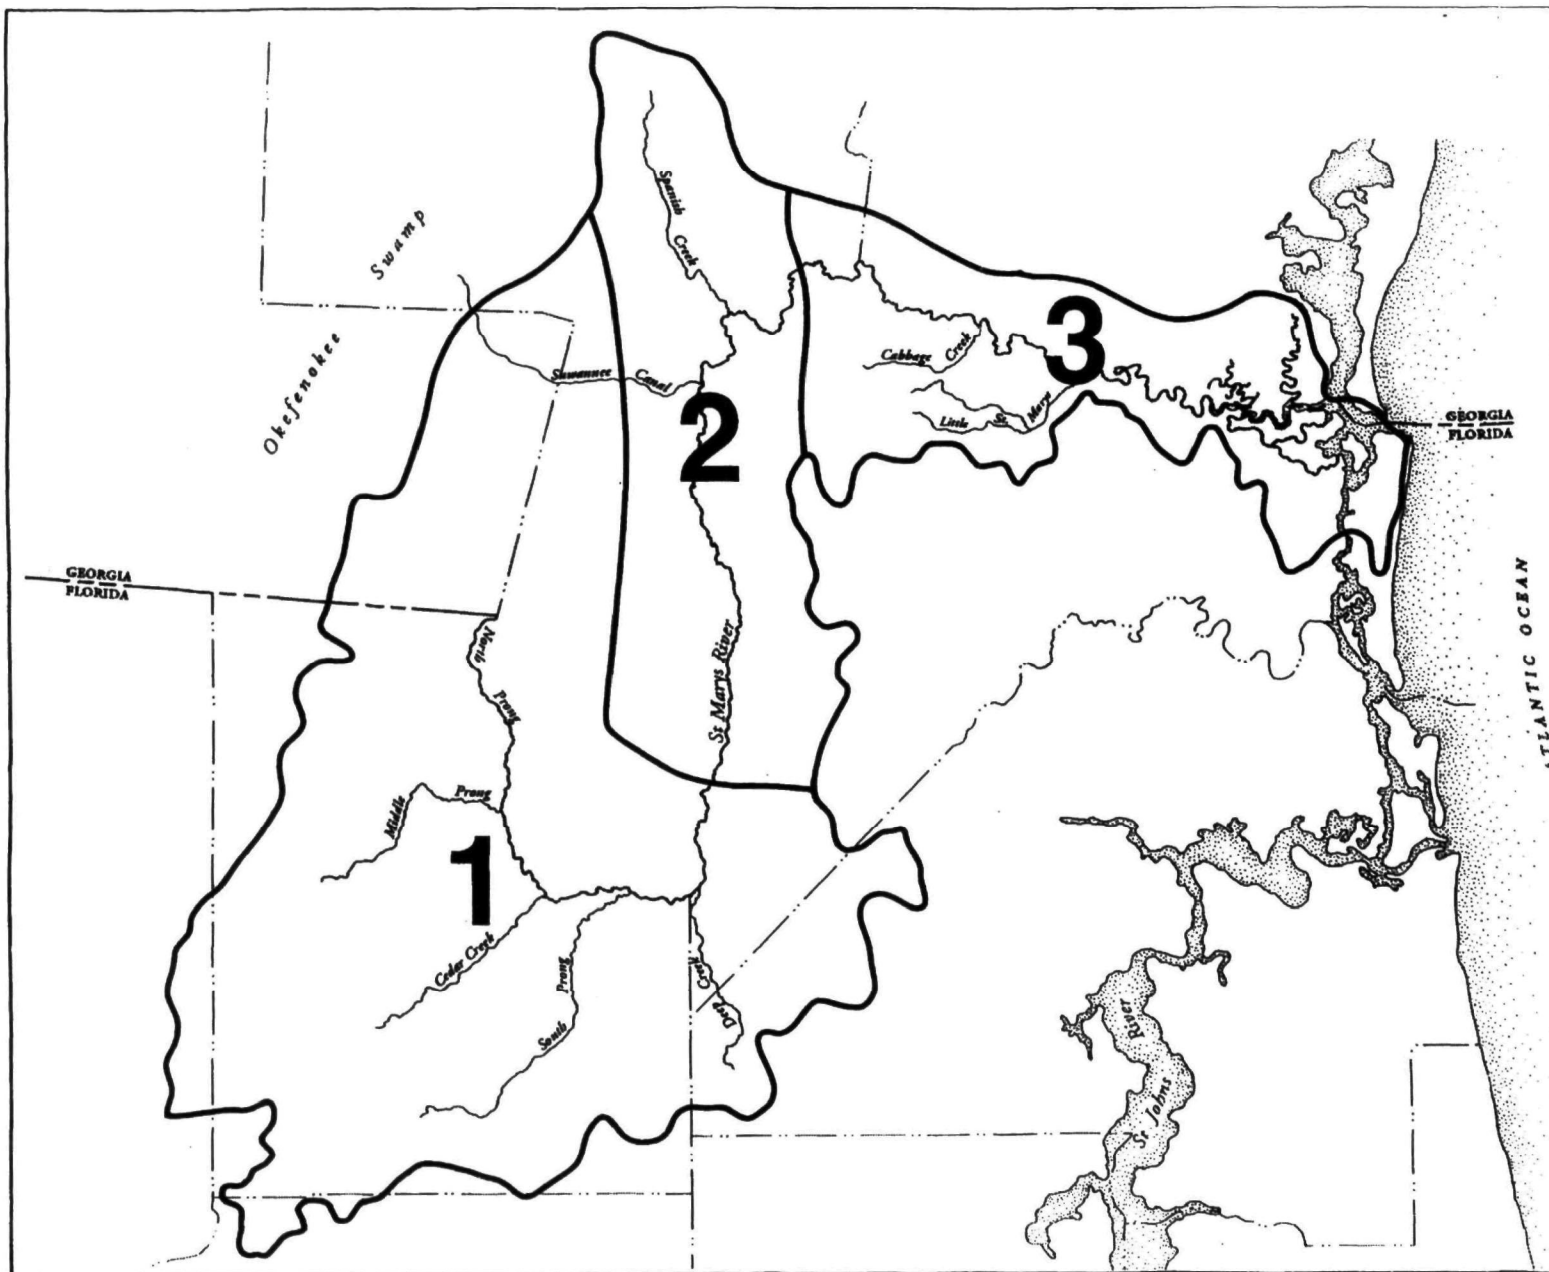 Spanish
Creek
Swamp
Okefenokee
3
Cabbage Creek
Suwannee Canal
Little St Marys
2
GEORGIA
FLORIDA
GEORGIA
FLORIDA
ATLANTIC OCEAN
North
Prong
St Marys River
Middle Prong
1
Cedar Creek
South Prong
Deep Creek
St Johns River